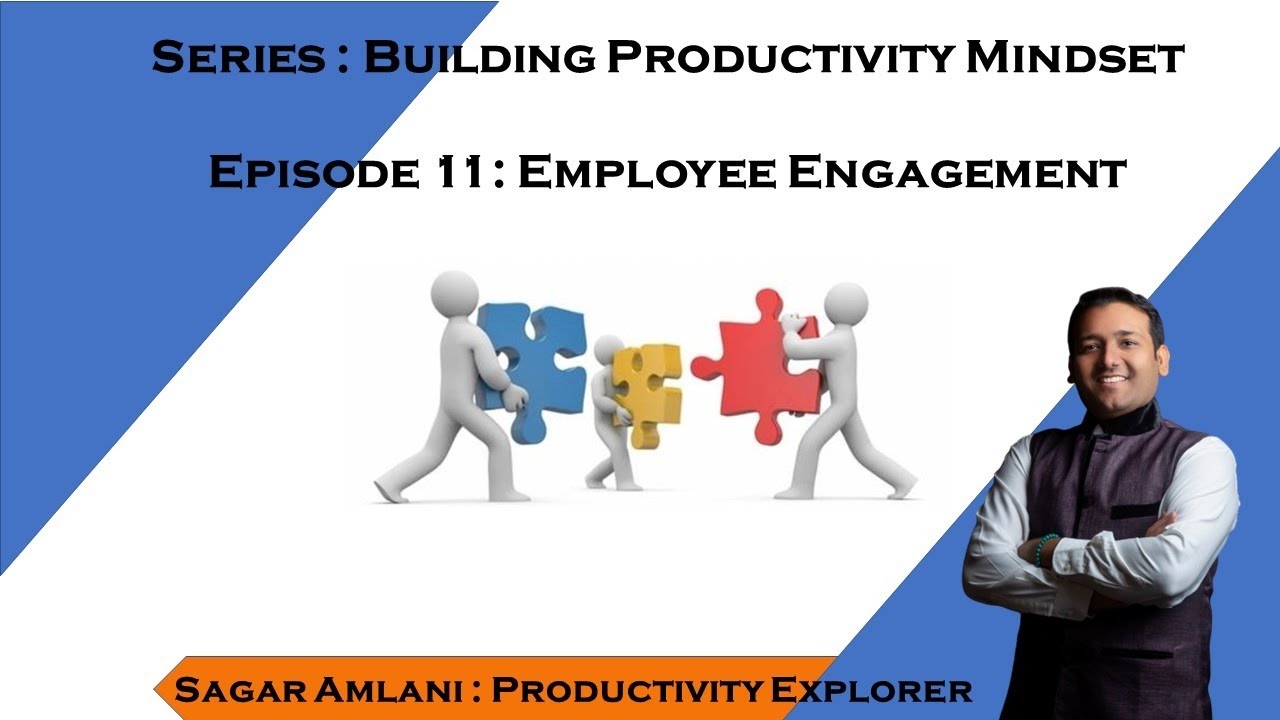 Series : Building Productivity Mindset
Episode 11: Employee Engagement
Sagar Amlani : Productivity Explorer